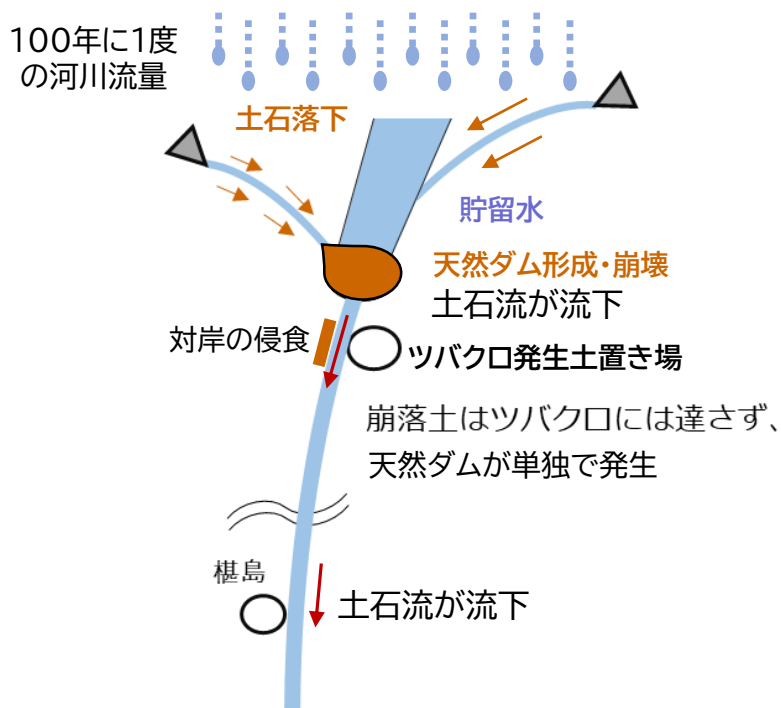 100年に1度
の河川流量
土石落下
貯留水
天然ダム形成・崩壊
土石流が流下
対岸の侵食
ツバクロ発生土置き場
崩落土はツバクロには達さず、
天然ダムが単独で発生
椹島
土石流が流下